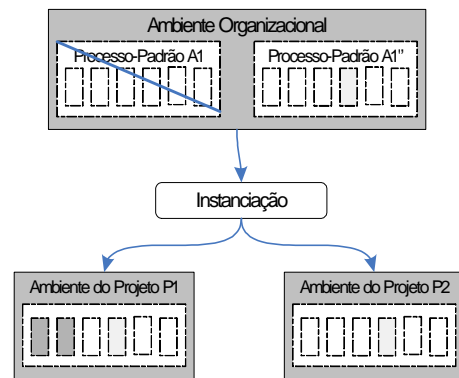 Ambiente Organizacional
Processo-Padrão A1
Processo-Padrão A1"
Instanciação
Ambiente do Projeto P1
Ambiente do Projeto P2